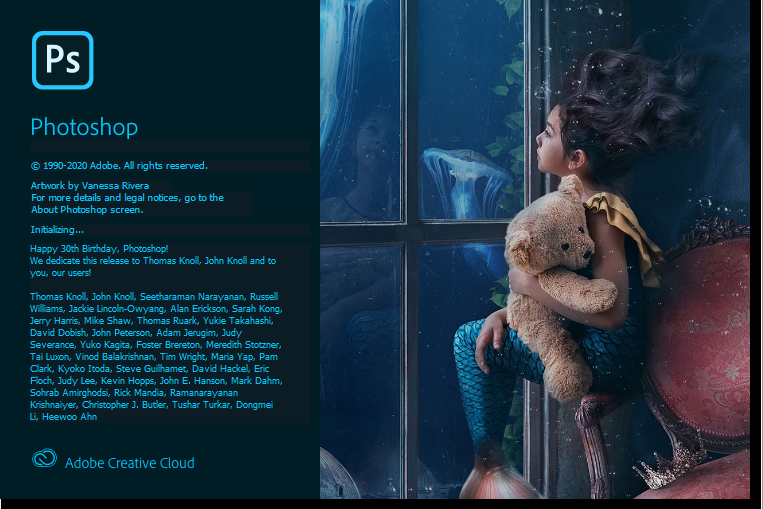 Ps
Photoshop
© 1990-2020 Adobe. All rights reserved.
Artwork by Vanessa Rivera
For more details and legal notices, go to the
About Photoshop screen.
Initializing...
Happy 30th Birthday, Photoshop!
We dedicate this release to Thomas Knoll, John Knoll and to
you, our users!
Thomas Knoll, John Knoll, Seetharaman Narayanan, Russell
Williams, Jackie Lincoln-Owyang, Alan Erickson, Sarah Kong,
Jerry Harris, Mike Shaw, Thomas Ruark, Yukie Takahashi,
David Dobish, John Peterson, Adam Jerugim, Judy
Severance, Yuko Kagita, Foster Brereton, Meredith Stotzner,
Tai Luxon, Vinod Balakrishnan, Tim Wright, Maria Yap, Pam
Clark, Kyoko Itoda, Steve Guilhamet, David Hackel, Eric
Floch, Judy Lee, Kevin Hopps, John E. Hanson, Mark Dahm,
Sohrab Amirghodsi, Rick Mandia, Ramanarayanan
Krishnaiyer, Christopher J. Butler, Tushar Turkar, Dongmei
Li, Heewoo Ahn
Adobe Creative Cloud